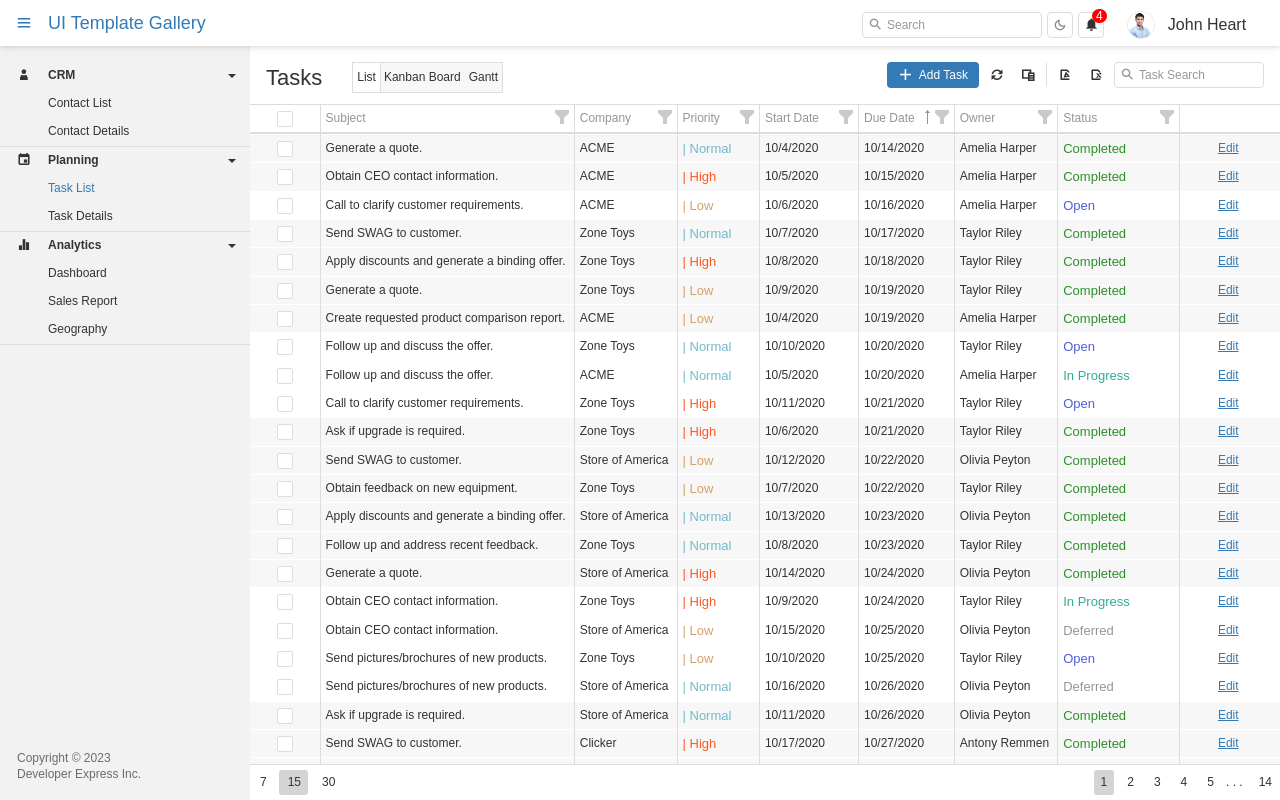 UI Template Gallery
Search
4
John Heart
CRM
Contact List
Contact Details
Planning
Task List
Task Details
Analytics
Dashboard
Sales Report
Geography
Copyright © 2023
Developer Express Inc.
Tasks
List Kanban Board Gantt
Add Task
Task Search
Subject Company Priority Start Date Due Date Owner Status
Generate a quote. ACME | Normal 10/4/2020 10/14/2020 Amelia Harper Completed Edit
Obtain CEO contact information. ACME | High 10/5/2020 10/15/2020 Amelia Harper Completed Edit
Call to clarify customer requirements. ACME | Low 10/6/2020 10/16/2020 Amelia Harper Open Edit
Send SWAG to customer. Zone Toys | Normal 10/7/2020 10/17/2020 Taylor Riley Completed Edit
Apply discounts and generate a binding offer. Zone Toys | High 10/8/2020 10/18/2020 Taylor Riley Completed Edit
Generate a quote. Zone Toys | Low 10/9/2020 10/19/2020 Taylor Riley Completed Edit
Create requested product comparison report. ACME | Low 10/4/2020 10/19/2020 Amelia Harper Completed Edit
Follow up and discuss the offer. Zone Toys | Normal 10/10/2020 10/20/2020 Taylor Riley Open Edit
Follow up and discuss the offer. ACME | Normal 10/5/2020 10/20/2020 Amelia Harper In Progress Edit
Call to clarify customer requirements. Zone Toys | High 10/11/2020 10/21/2020 Taylor Riley Open Edit
Ask if upgrade is required. Zone Toys | High 10/6/2020 10/21/2020 Taylor Riley Completed Edit
Send SWAG to customer. Store of America | Low 10/12/2020 10/22/2020 Olivia Peyton Completed Edit
Obtain feedback on new equipment. Zone Toys | Low 10/7/2020 10/22/2020 Taylor Riley Completed Edit
Apply discounts and generate a binding offer. Store of America | Normal 10/13/2020 10/23/2020 Olivia Peyton Completed Edit
Follow up and address recent feedback. Zone Toys | Normal 10/8/2020 10/23/2020 Taylor Riley Completed Edit
Generate a quote. Store of America | High 10/14/2020 10/24/2020 Olivia Peyton Completed Edit
Obtain CEO contact information. Zone Toys | High 10/9/2020 10/24/2020 Taylor Riley In Progress Edit
Obtain CEO contact information. Store of America | Low 10/15/2020 10/25/2020 Olivia Peyton Deferred Edit
Send pictures/brochures of new products. Zone Toys | Low 10/10/2020 10/25/2020 Taylor Riley Open Edit
Send pictures/brochures of new products. Store of America | Normal 10/16/2020 10/26/2020 Olivia Peyton Deferred Edit
Ask if upgrade is required. Store of America | Normal 10/11/2020 10/26/2020 Olivia Peyton Completed Edit
Send SWAG to customer. Clicker | High 10/17/2020 10/27/2020 Antony Remmen Completed Edit
7 15 30
1 2 3 4 5 . . . 14